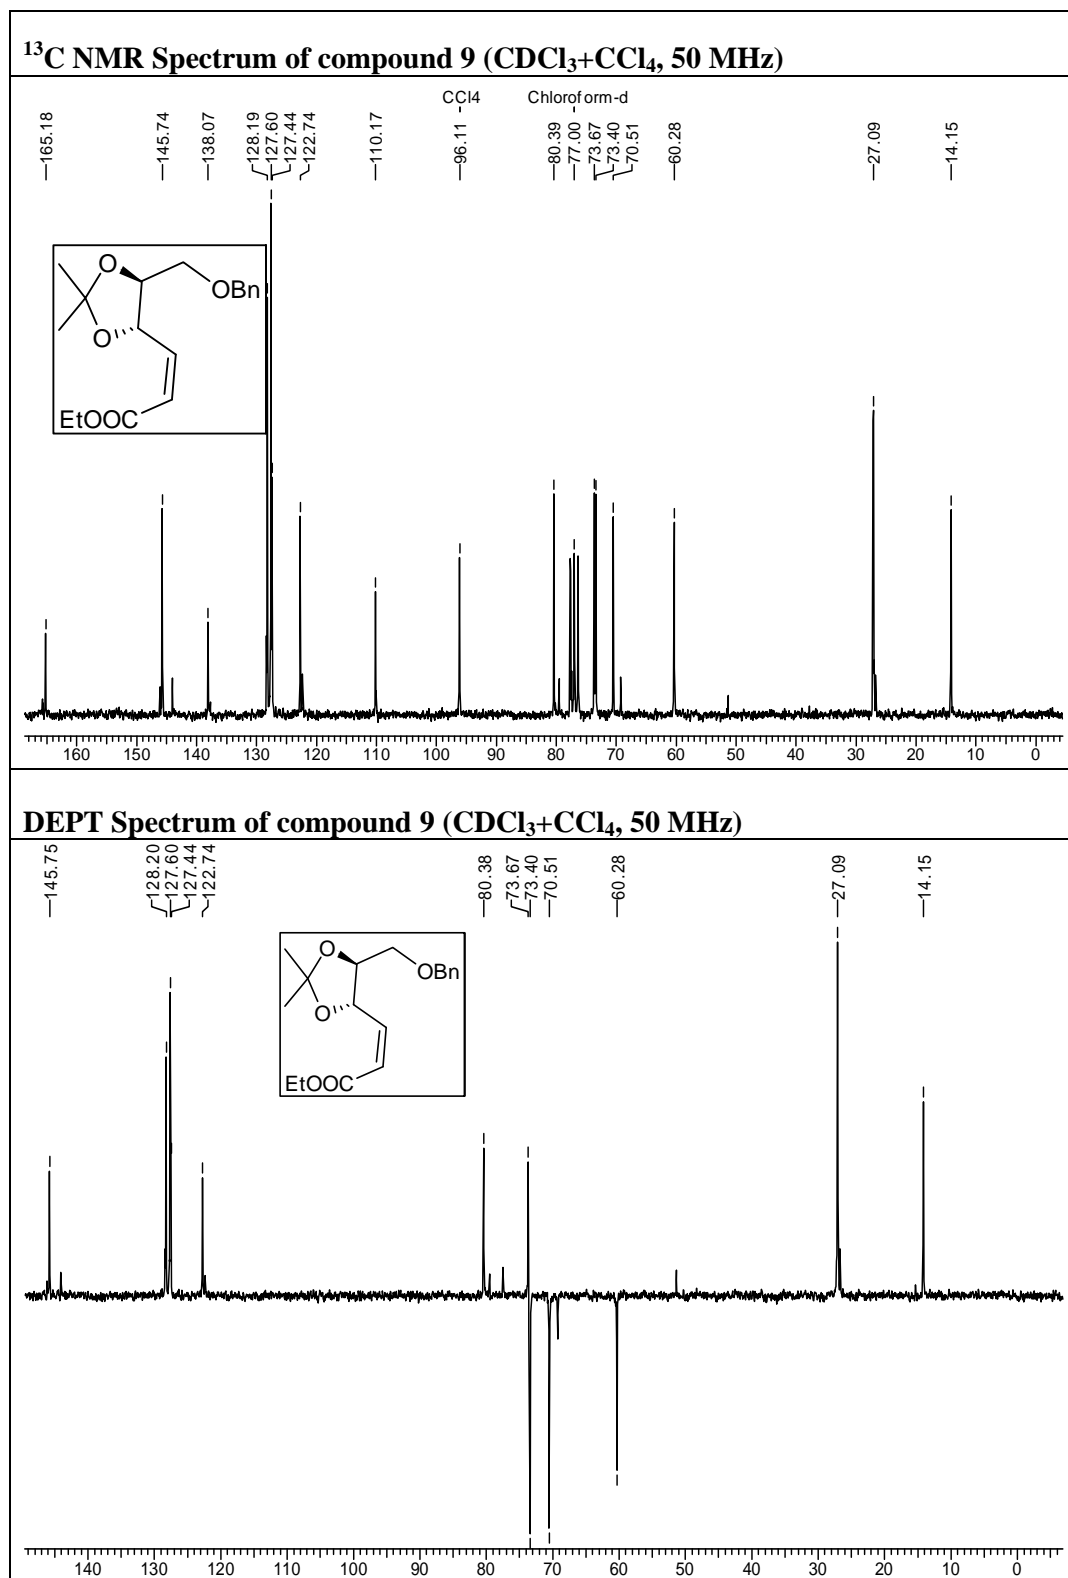 ¹³C NMR Spectrum of compound 9 (CDCl₃+CCl₄, 50 MHz)
CCl4 Chloroform-d
165.18 145.74 138.07 128.19 127.60 127.44 122.74 110.17 96.11 80.39 77.00 73.67 73.40 70.51 60.28 27.09 14.15
O
OBn
O
EtOOC
160 150 140 130 120 110 100 90 80 70 60 50 40 30 20 10 0
DEPT Spectrum of compound 9 (CDCl₃+CCl₄, 50 MHz)
145.75 128.20 127.60 127.44 122.74 80.38 73.67 73.40 70.51 60.28 27.09 14.15
O
OBn
O
EtOOC
140 130 120 110 100 90 80 70 60 50 40 30 20 10 0